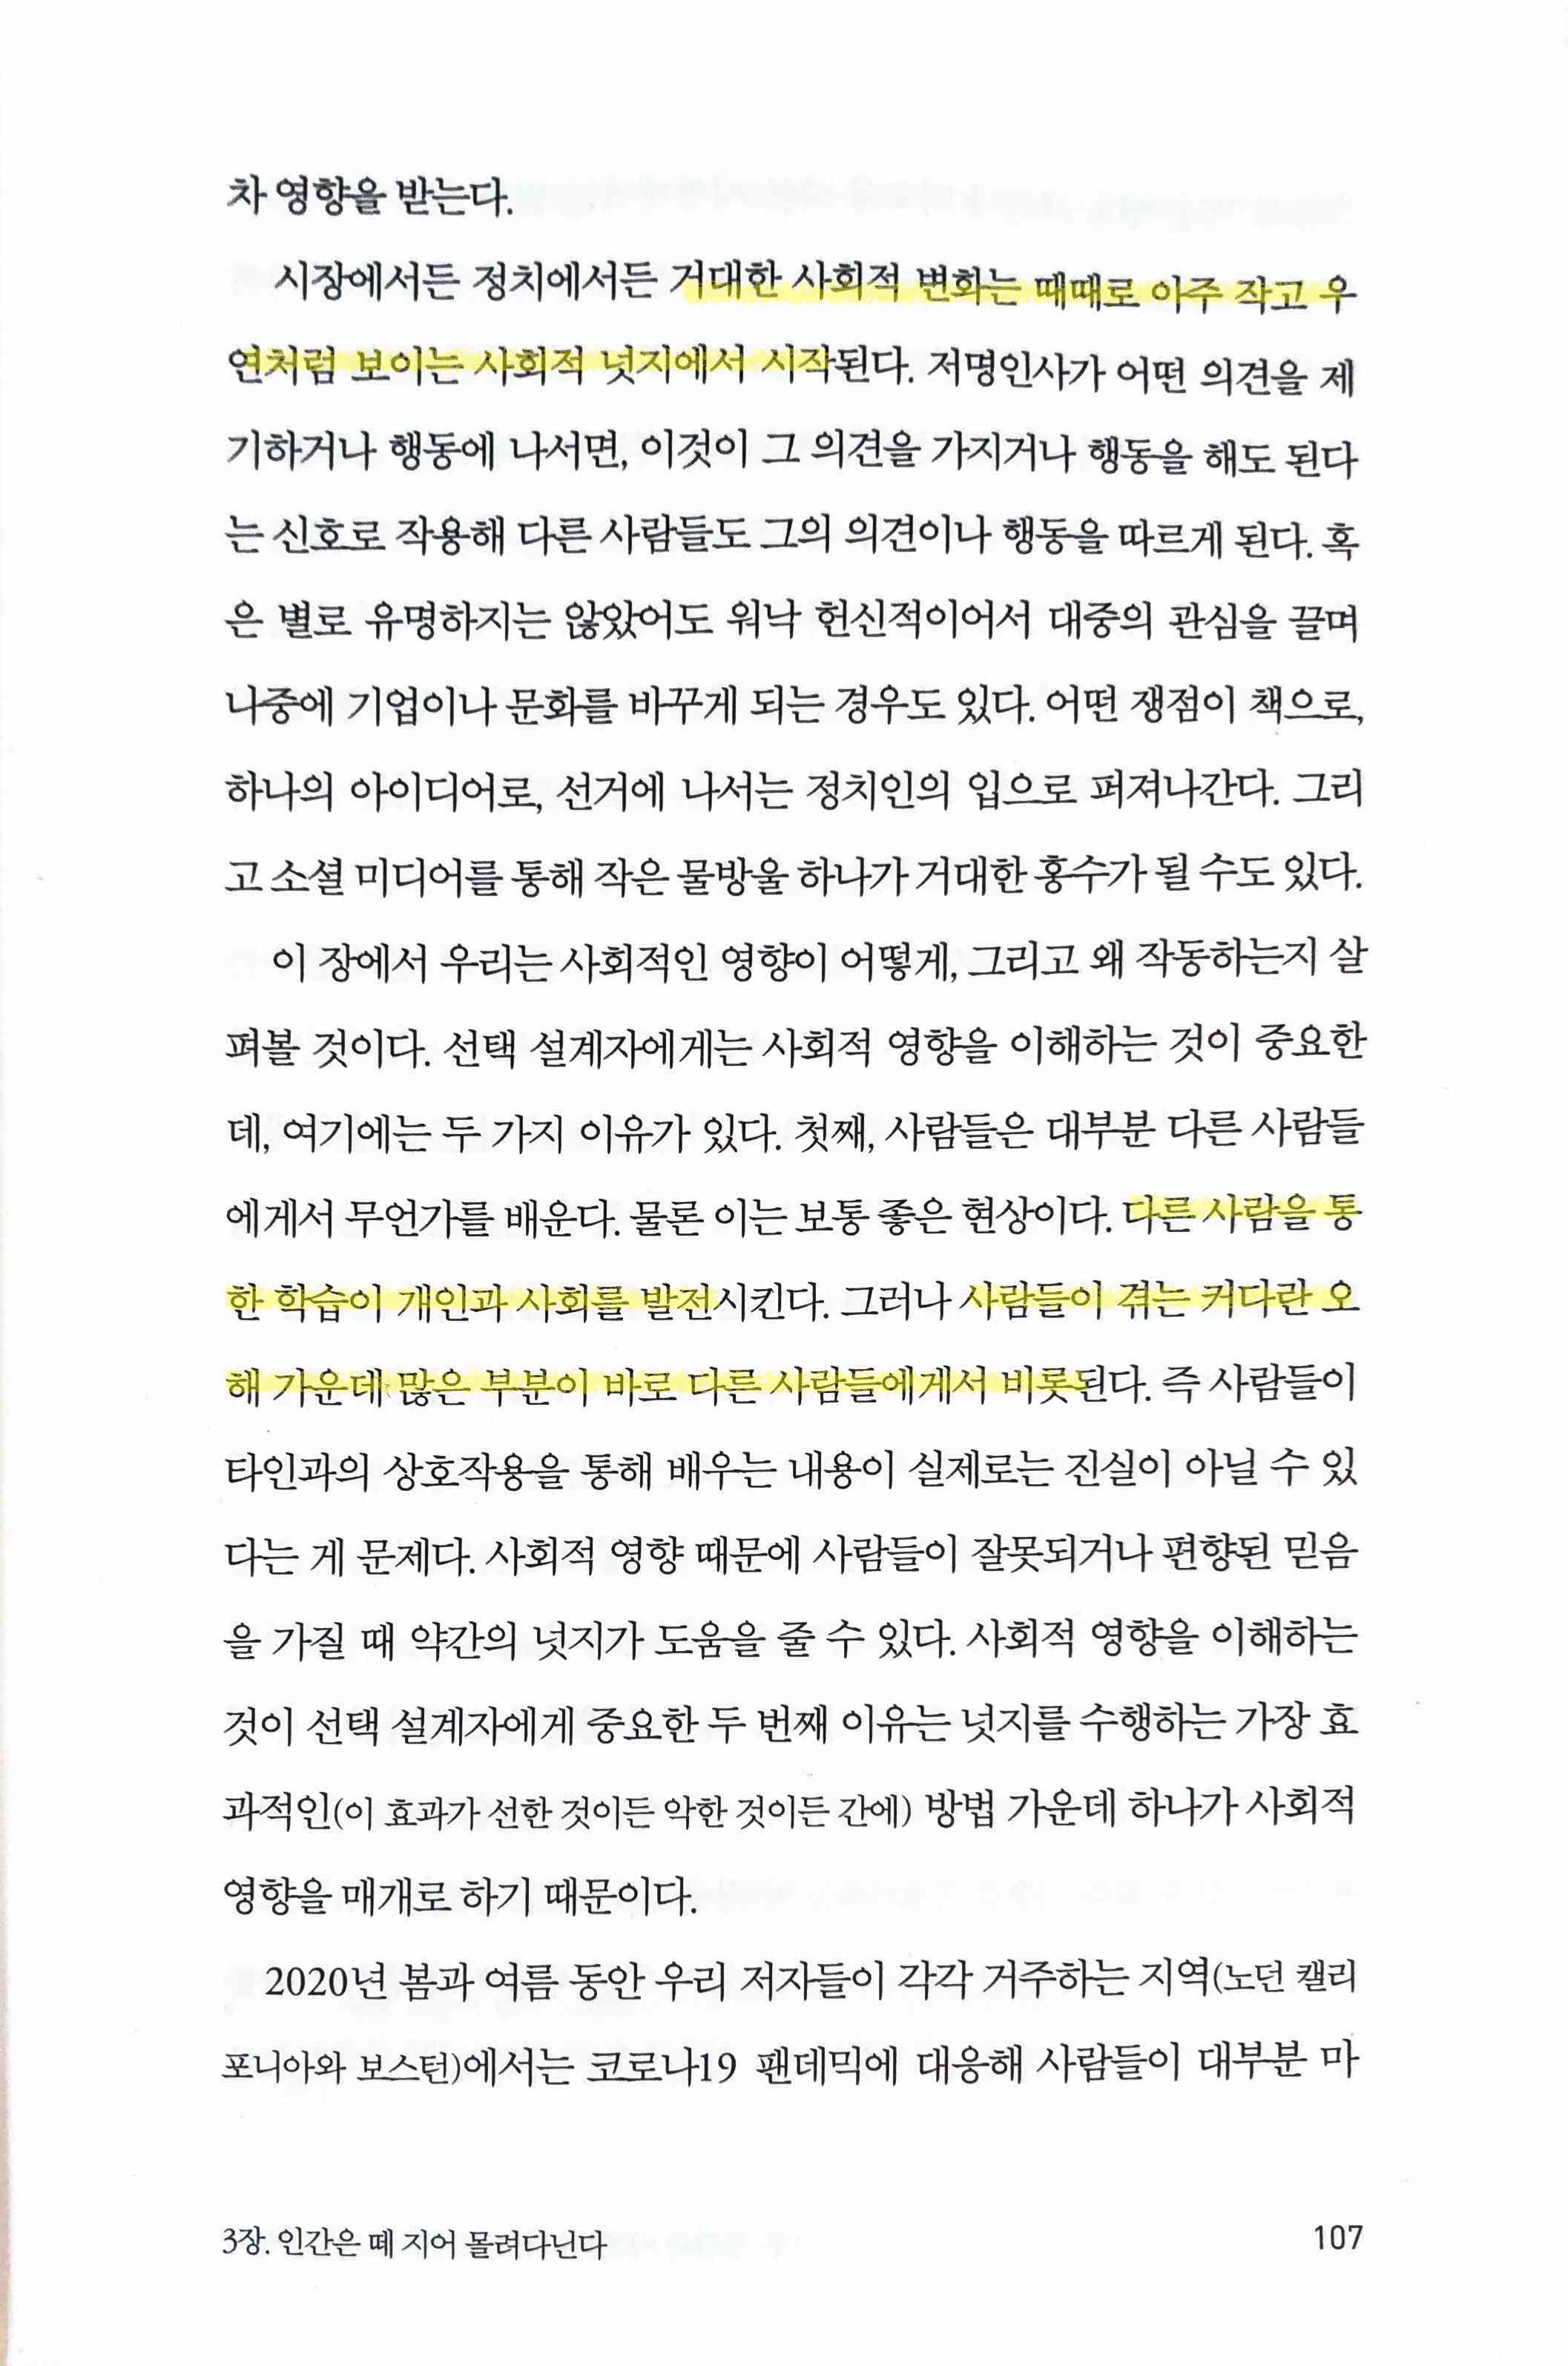 차 영향을 받는다.
시장에서든 정치에서든 거대한 사회적 변화는 때때로 아주 작고 우
연처럼 보이는 사회적 넛지에서 시작된다. 저명인사가 어떤 의견을 제
기하거나 행동에 나서면, 이것이 그 의견을 가지거나 행동을 해도 된다
는 신호로 작용해 다른 사람들도 그의 의견이나 행동을 따르게 된다. 혹
은 별로 유명하지는 않았어도 워낙 헌신적이어서 대중의 관심을 끌며
나중에 기업이나 문화를 바꾸게 되는 경우도 있다. 어떤 쟁점이 책으로,
하나의 아이디어로, 선거에 나서는 정치인의 입으로 퍼져나간다. 그리
고 소셜 미디어를 통해 작은 물방울 하나가 거대한 홍수가 될 수도 있다.
이 장에서 우리는 사회적인 영향이 어떻게, 그리고 왜 작동하는지 살
펴볼 것이다. 선택 설계자에게는 사회적 영향을 이해하는 것이 중요한
데, 여기에는 두 가지 이유가 있다. 첫째, 사람들은 대부분 다른 사람들
에게서 무언가를 배운다. 물론 이는 보통 좋은 현상이다. 다른 사람을 통
한 학습이 개인과 사회를 발전시킨다. 그러나 사람들이 겪는 커다란 오
해 가운데 많은 부분이 바로 다른 사람들에게서 비롯된다. 즉 사람들이
타인과의 상호작용을 통해 배우는 내용이 실제로는 진실이 아닐 수 있
다는 게 문제다. 사회적 영향 때문에 사람들이 잘못되거나 편향된 믿음
을 가질 때 약간의 넛지가 도움을 줄 수 있다. 사회적 영향을 이해하는
것이 선택 설계자에게 중요한 두 번째 이유는 넛지를 수행하는 가장 효
과적인(이 효과가 선한 것이든 악한 것이든 간에) 방법 가운데 하나가 사회적
영향을 매개로 하기 때문이다.
2020년 봄과 여름 동안 우리 저자들이 각각 거주하는 지역(노던 캘리
포니아와 보스턴)에서는 코로나19 팬데믹에 대응해 사람들이 대부분 마
3장. 인간은 떼 지어 몰려다닌다
107